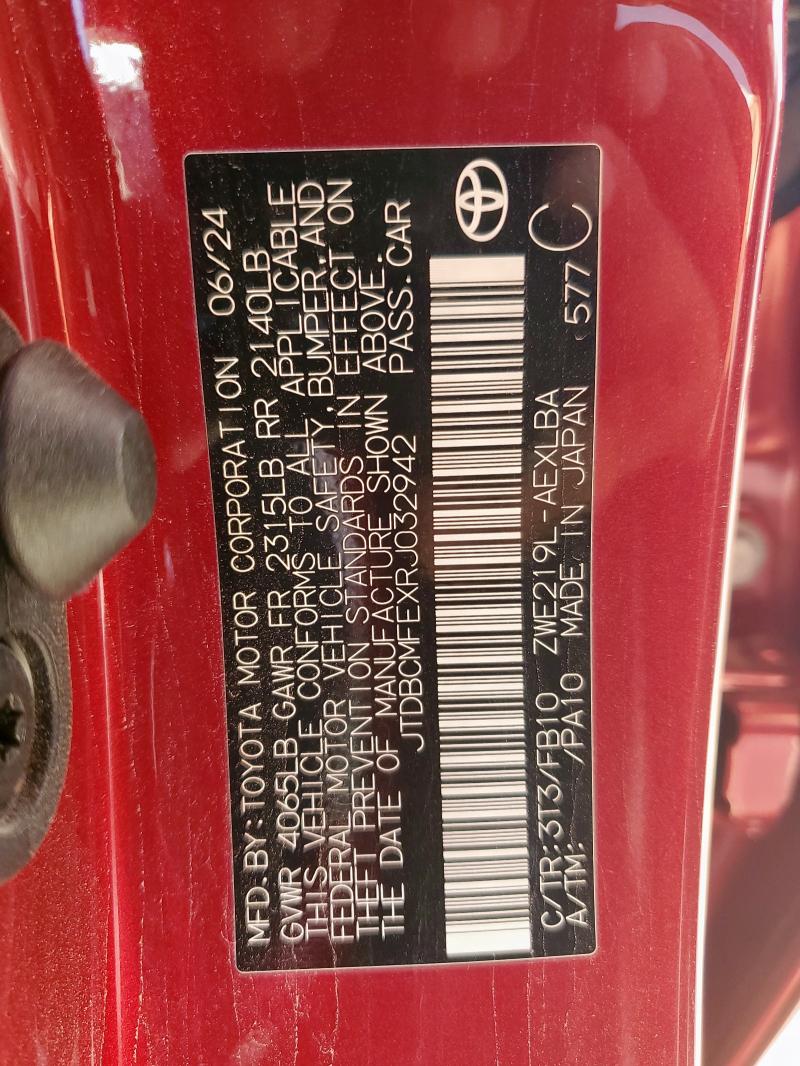 MFD. BY: TOYOTA MOTOR CORPORATION 06/24
GVWR 4065LB GAWR FR 2315LB RR 2140LB
THIS VEHICLE CONFORMS TO ALL APPLICABLE
FEDERAL MOTOR VEHICLE SAFETY, BUMPER, AND
THEFT PREVENTION STANDARDS IN EFFECT ON
THE DATE OF MANUFACTURE SHOWN ABOVE.
JTDBCMFEXRJ032942 PASS. CAR
C/TR: 3T3/FB10 ZWE219L-AEXLBA C
A/TM: /PA10 MADE IN JAPAN 577